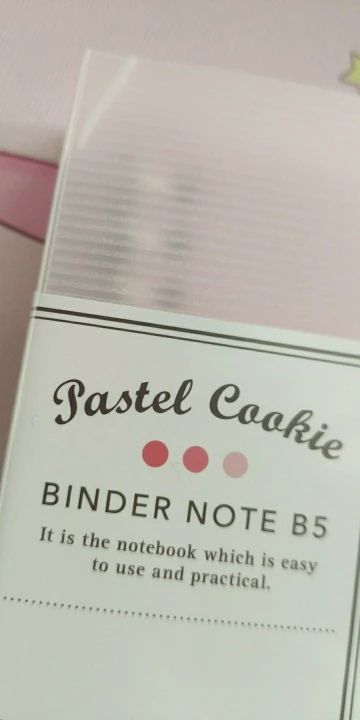 Pastel Cookie
BINDER NOTE B5
It is the notebook which is easy
to use and practical.